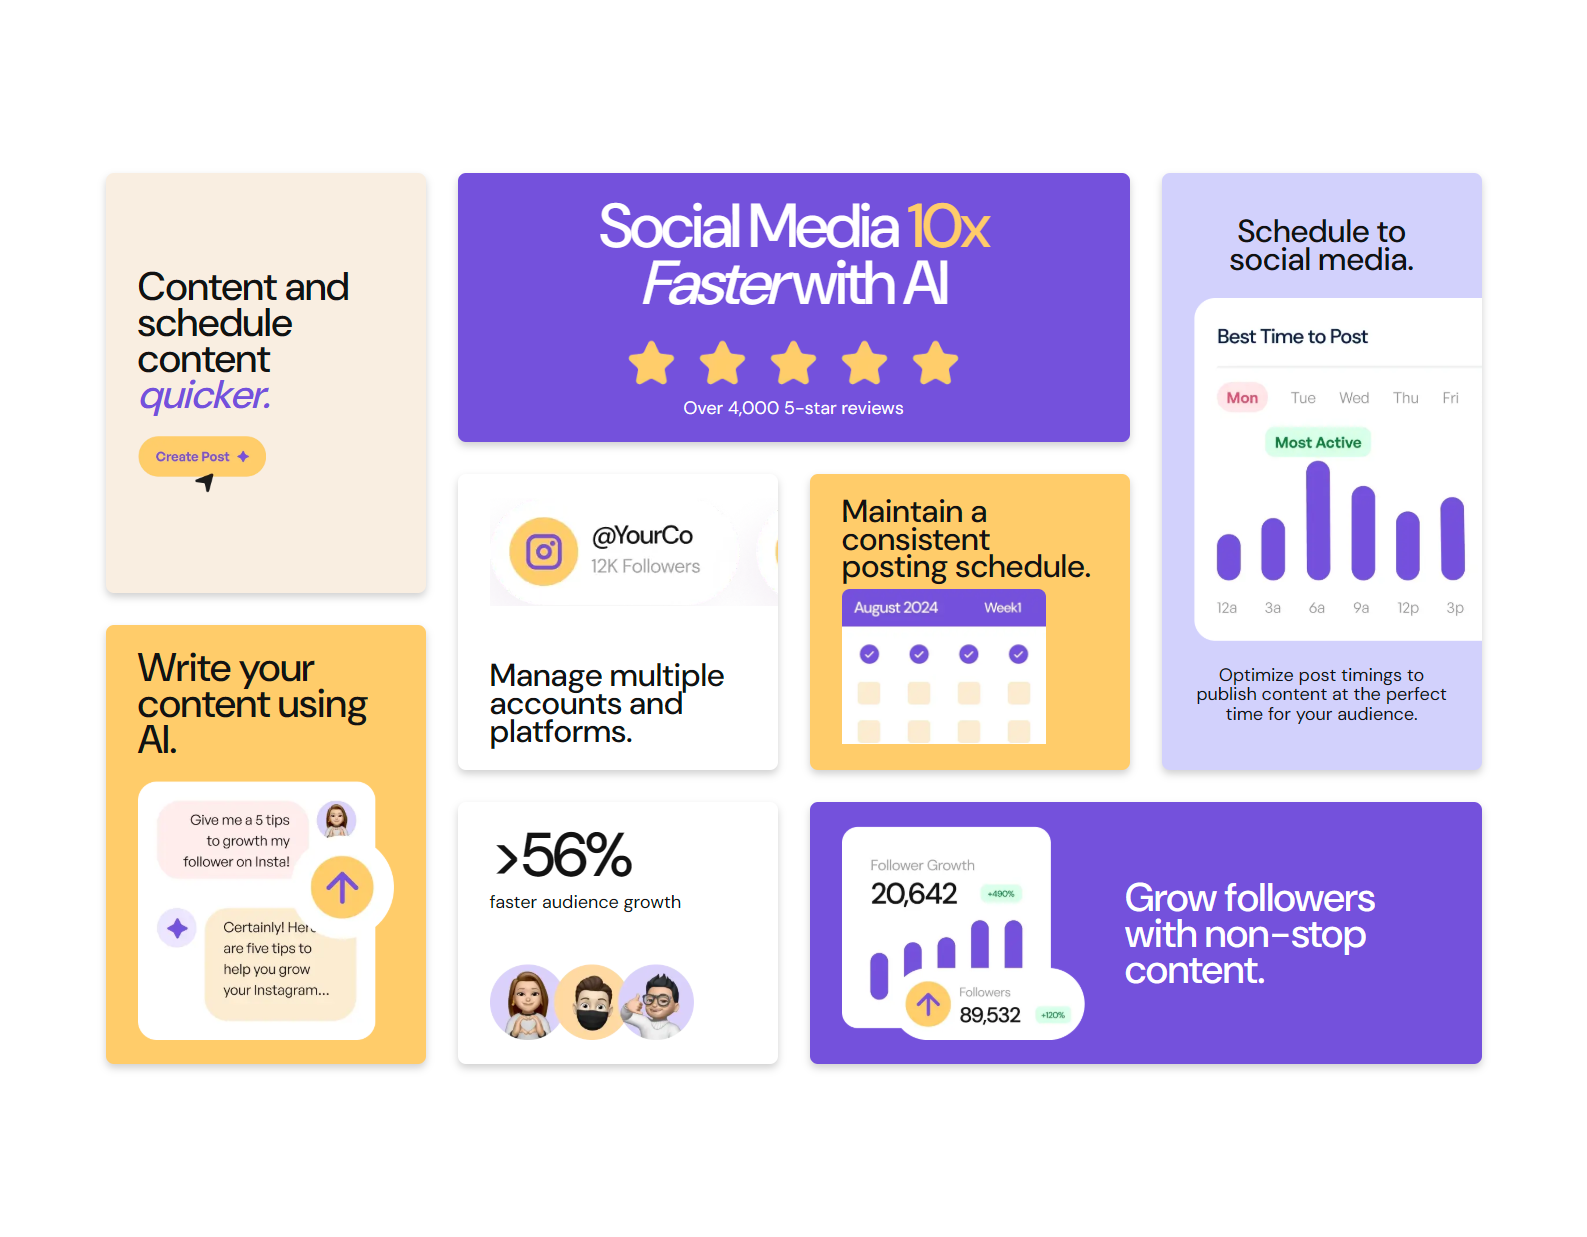 Content and
schedule
content
quicker.
Create Post
Social Media 10x
Faster with AI
Over 4,000 5-star reviews
Schedule to
social media.
Best Time to Post
Mon Tue Wed Thu Fri
Most Active
12a 3a 6a 9a 12p 3p
Optimize post timings to
publish content at the perfect
time for your audience.
@YourCo
12K Followers
Manage multiple
accounts and
platforms.
Maintain a
consistent
posting schedule.
August 2024 Week1
Write your
content using
AI.
Give me a 5 tips
to growth my
follower on Insta!
Certainly! Here
are five tips to
help you grow
your Instagram...
>56%
faster audience growth
Follower Growth
20,642 +490%
Followers
89,532 +120%
Grow followers
with non-stop
content.